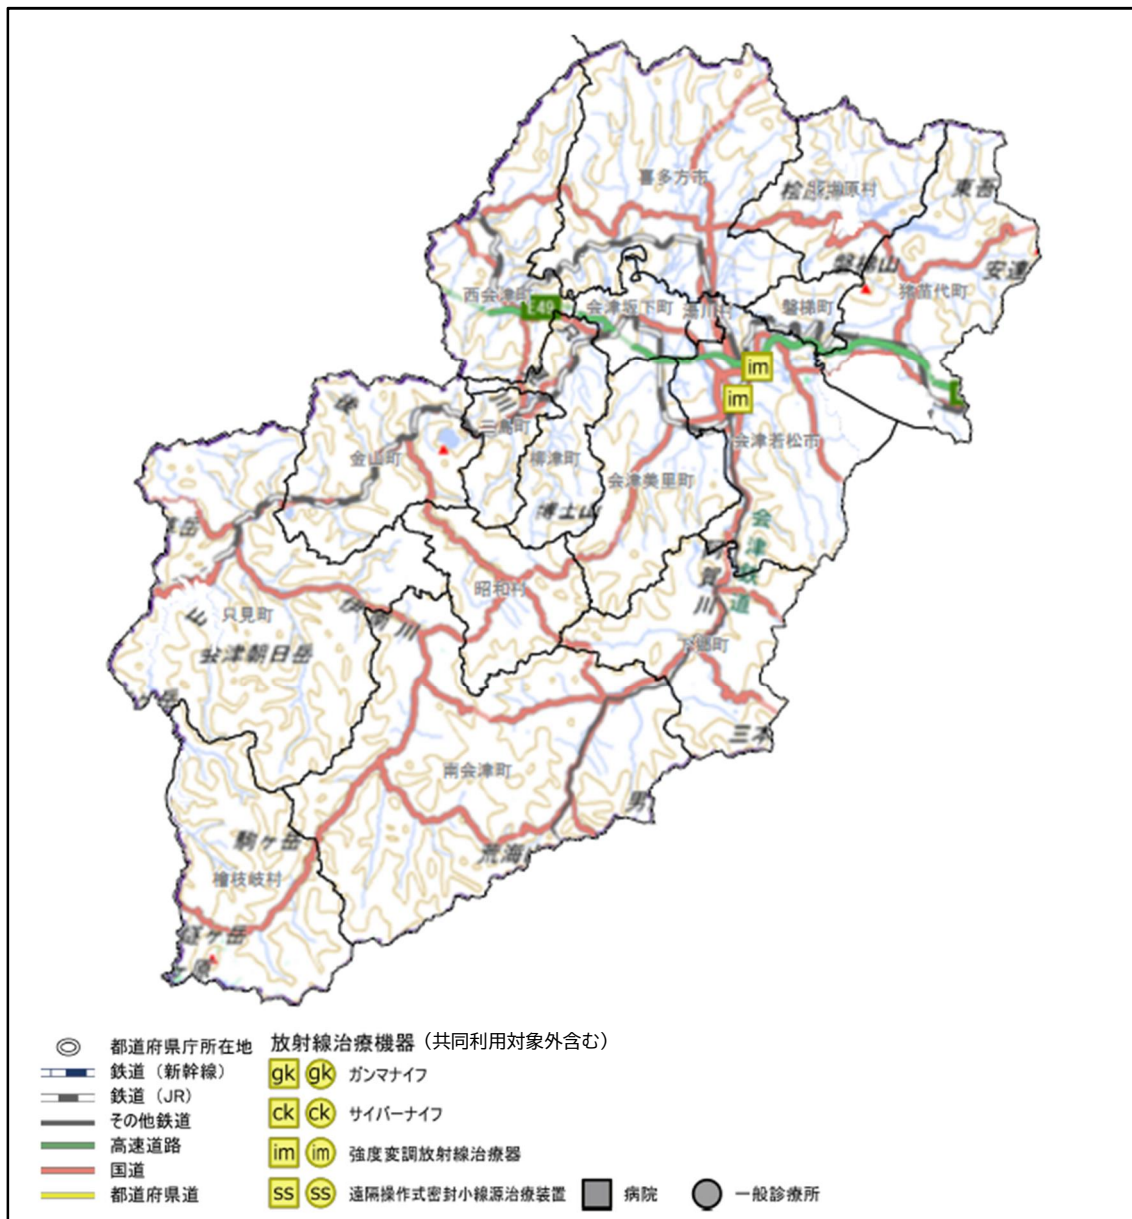 喜多方市
東吾
磐梯山
安達
猪苗代町
西会津町
E49
会津坂下町
湯川村
磐梯町
im
im
三島町
会津若松市
金山町
柳津町
会津美里町
博士山
会津鉄道
賀川
昭和村
只見町
伊南川
会津朝日岳
下郷町
三本
南会津町
男
荒海
駒ヶ岳
檜枝岐村
都道府県庁所在地
鉄道（新幹線）
鉄道（JR）
その他鉄道
高速道路
国道
都道府県道
放射線治療機器（共同利用対象外含む）
gk gk ガンマナイフ
ck ck サイバーナイフ
im im 強度変調放射線治療器
ss ss 遠隔操作式密封小線源治療装置
病院
一般診療所